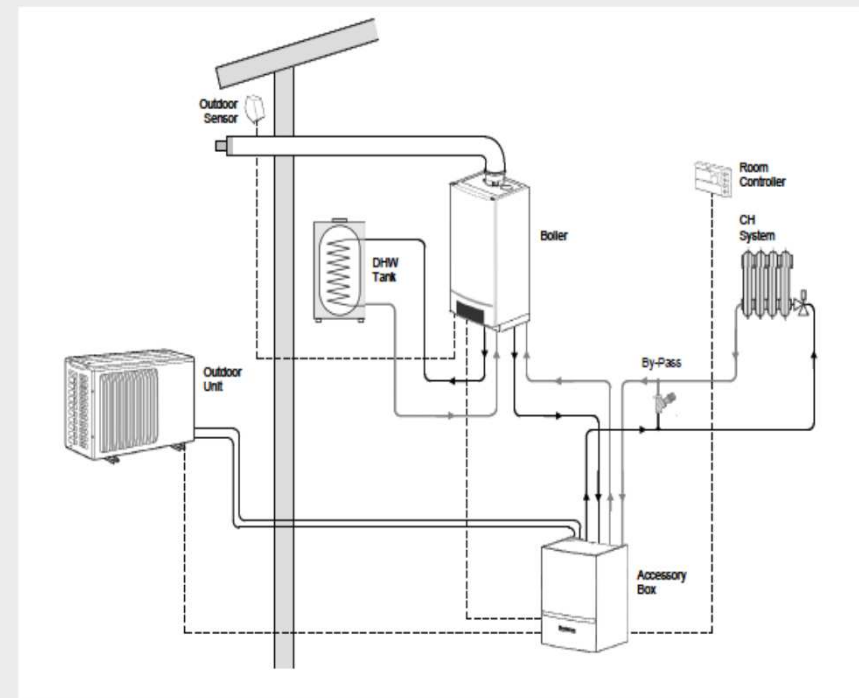 Outdoor
Sensor
Room
Controller
Boiler
CH
System
DHW
Tank
By-Pass
Outdoor
Unit
Accessory
Box